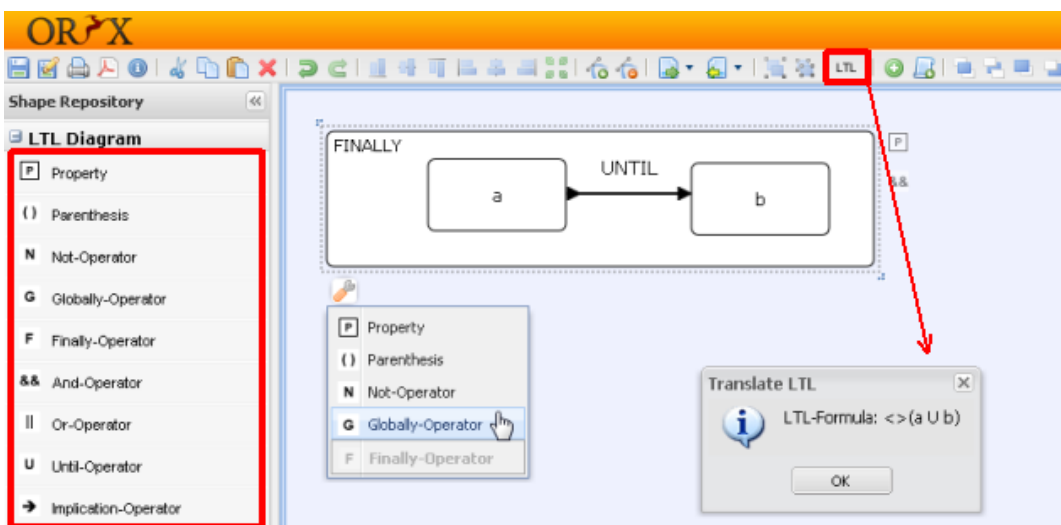 ORYX
LTL
Shape Repository
LTL Diagram
P Property
( ) Parenthesis
N Not-Operator
G Globally-Operator
F Finally-Operator
&& And-Operator
|| Or-Operator
U Until-Operator
➔ Implication-Operator
FINALLY
a
UNTIL
b
P
&&
P Property
( ) Parenthesis
N Not-Operator
G Globally-Operator
F Finally-Operator
Translate LTL
LTL-Formula: <>(a U b)
OK